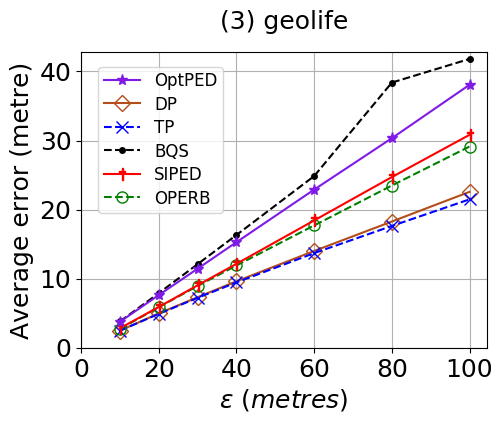 (3) geolife
Average error (metre)
40
30
20
10
0
OptPED
DP
TP
BQS
SIPED
OPERB
0 20 40 60 80 100
ε (metres)